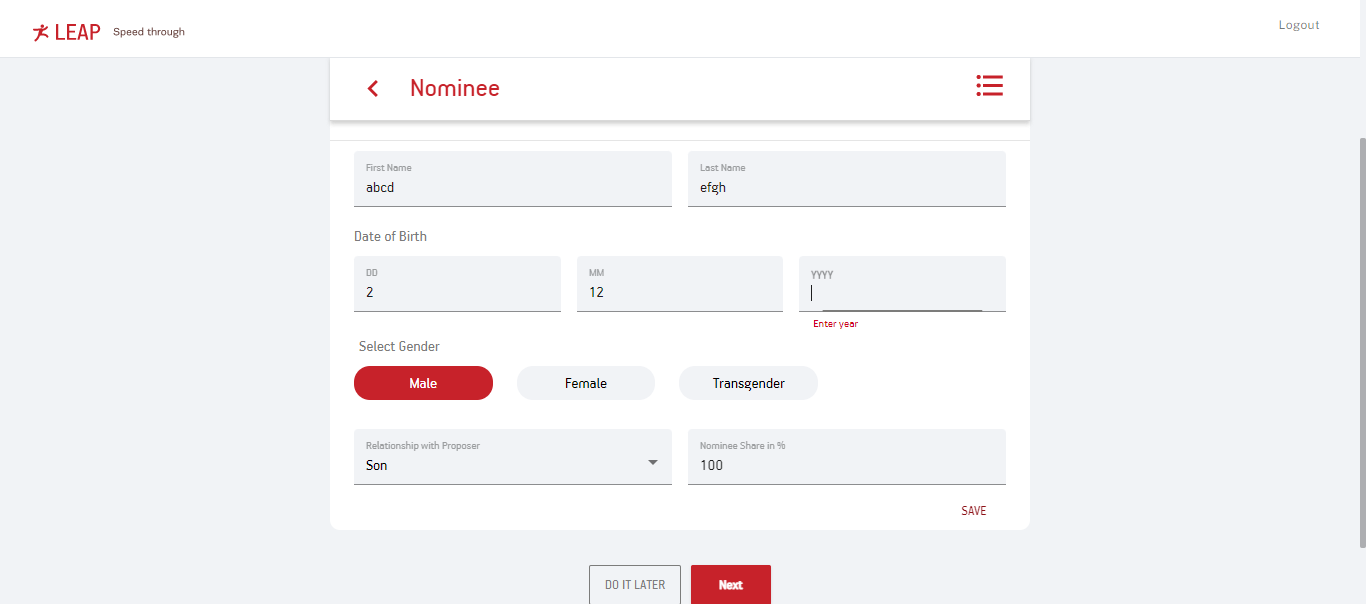 LEAP Speed through
Logout
Nominee
First Name
abcd
Last Name
efgh
Date of Birth
DD
2
MM
12
YYYY
Enter year
Select Gender
Male Female Transgender
Relationship with Proposer
Son
Nominee Share in %
100
SAVE
DO IT LATER Next